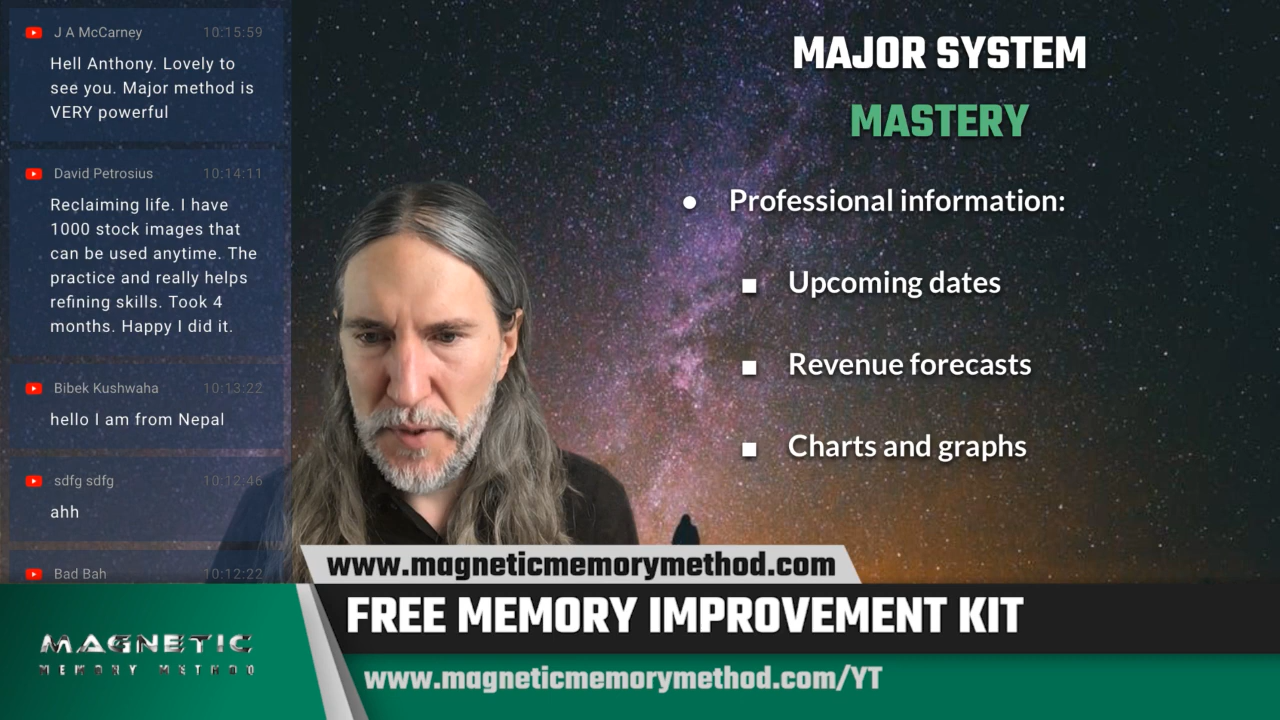 J A McCarney 10:15:59
Hell Anthony. Lovely to
see you. Major method is
VERY powerful
David Petrosius 10:14:11
Reclaiming life. I have
1000 stock images that
can be used anytime. The
practice and really helps
refining skills. Took 4
months. Happy I did it.
Bibek Kushwaha 10:13:22
hello I am from Nepal
sdfg sdfg 10:12:46
ahh
Bad Bah 10:12:22
MAJOR SYSTEM
MASTERY
• Professional information:
▪ Upcoming dates
▪ Revenue forecasts
▪ Charts and graphs
www.magneticmemorymethod.com
FREE MEMORY IMPROVEMENT KIT
www.magneticmemorymethod.com/YT
MAGNETIC
MEMORY METHOD